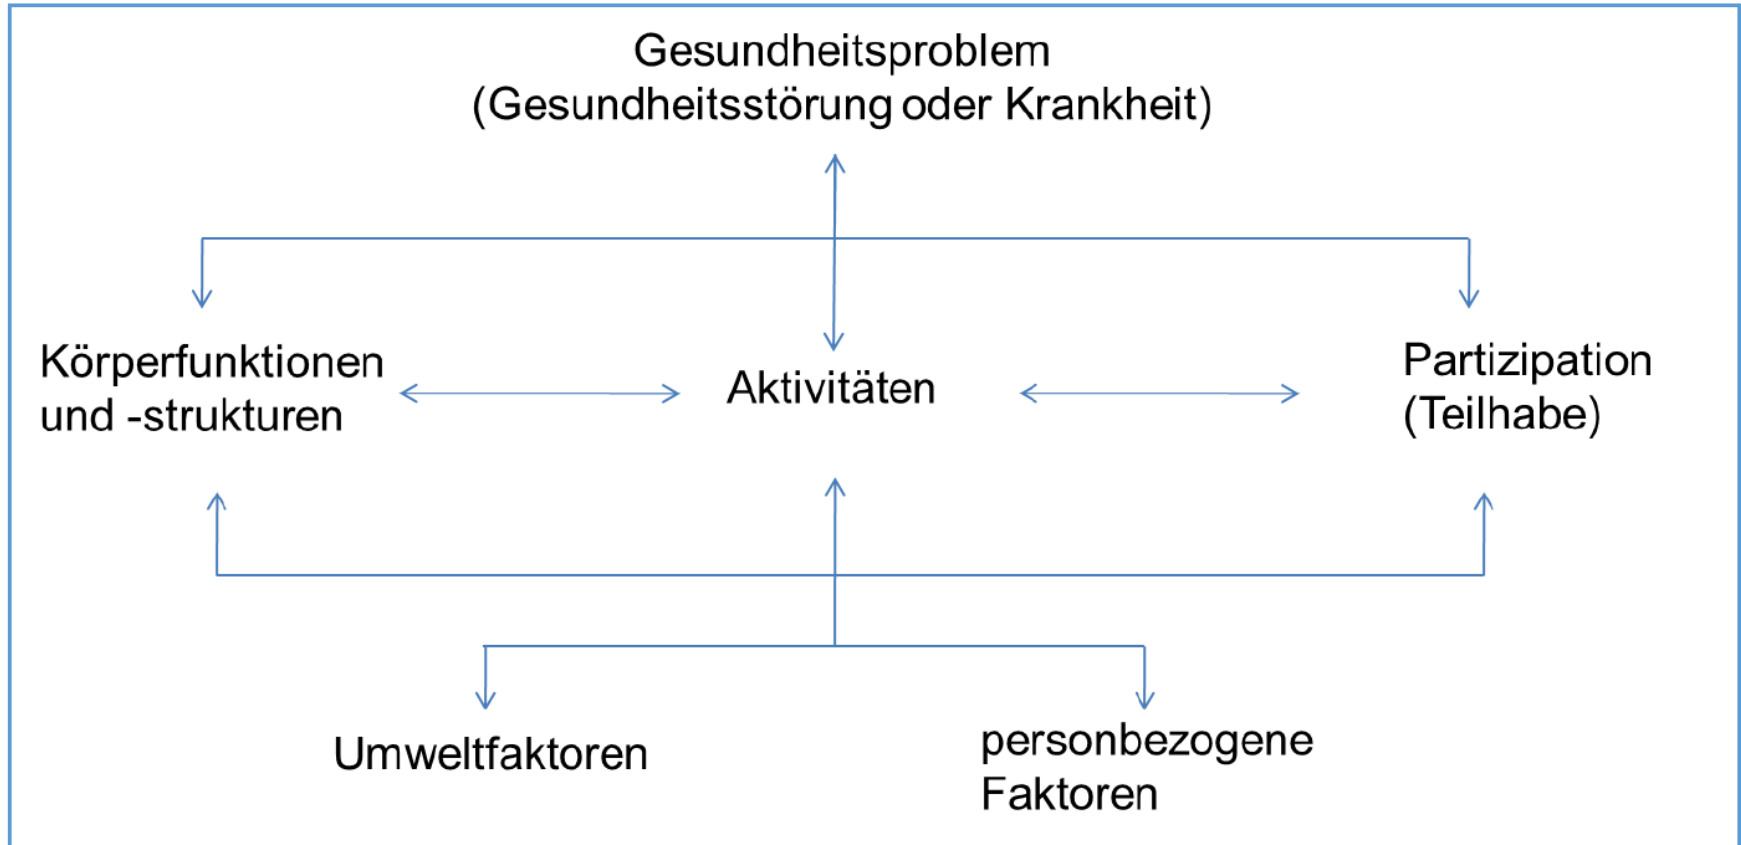 Gesundheitsproblem
(Gesundheitsstörung oder Krankheit)
Körperfunktionen
und -strukturen
Aktivitäten
Partizipation
(Teilhabe)
Umweltfaktoren
personbezogene
Faktoren